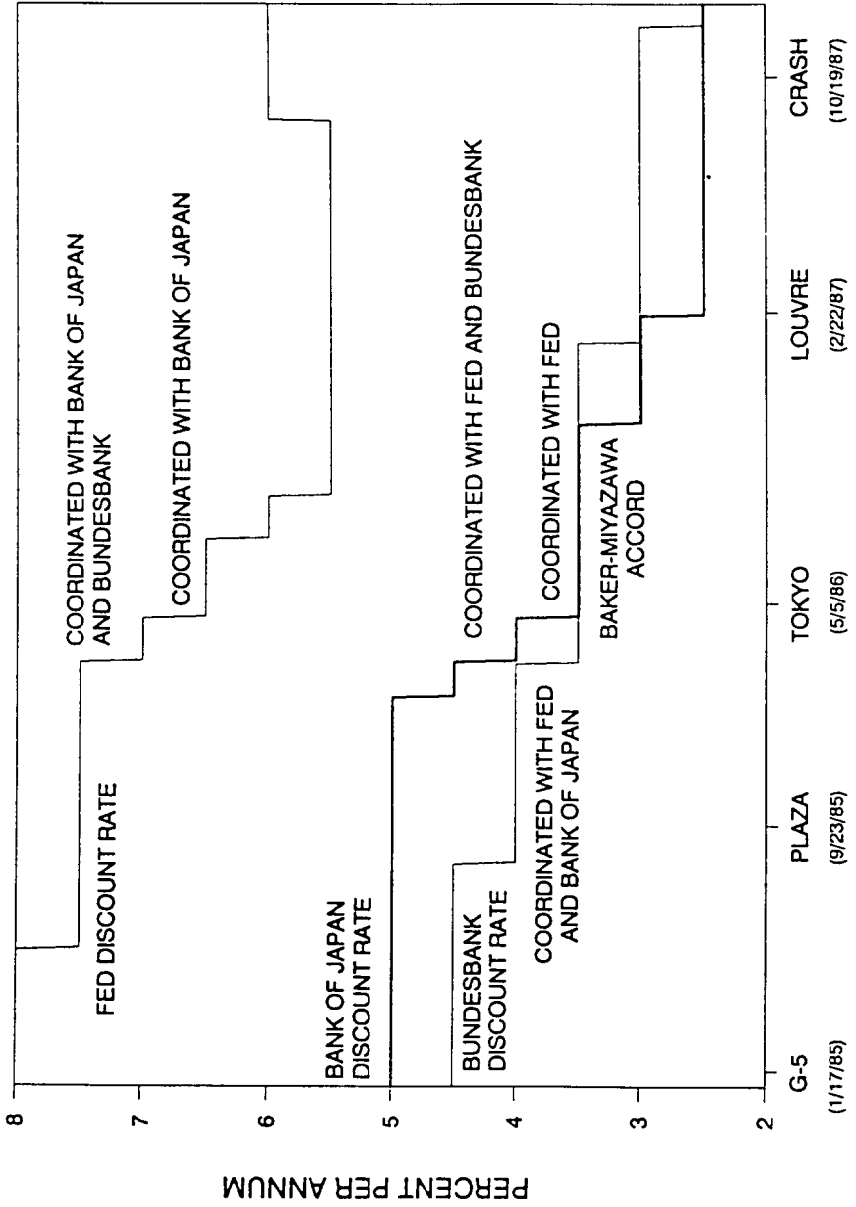 PERCENT PER ANNUM
8
7
6
5
4
3
2
FED DISCOUNT RATE
COORDINATED WITH BANK OF JAPAN
AND BUNDESBANK
COORDINATED WITH BANK OF JAPAN
BANK OF JAPAN
DISCOUNT RATE
BUNDESBANK
DISCOUNT RATE
COORDINATED WITH FED
AND BANK OF JAPAN
COORDINATED WITH FED AND BUNDESBANK
COORDINATED WITH FED
BAKER-MIYAZAWA
ACCORD
G-5
(1/17/85)
PLAZA
(9/23/85)
TOKYO
(5/5/86)
LOUVRE
(2/22/87)
CRASH
(10/19/87)